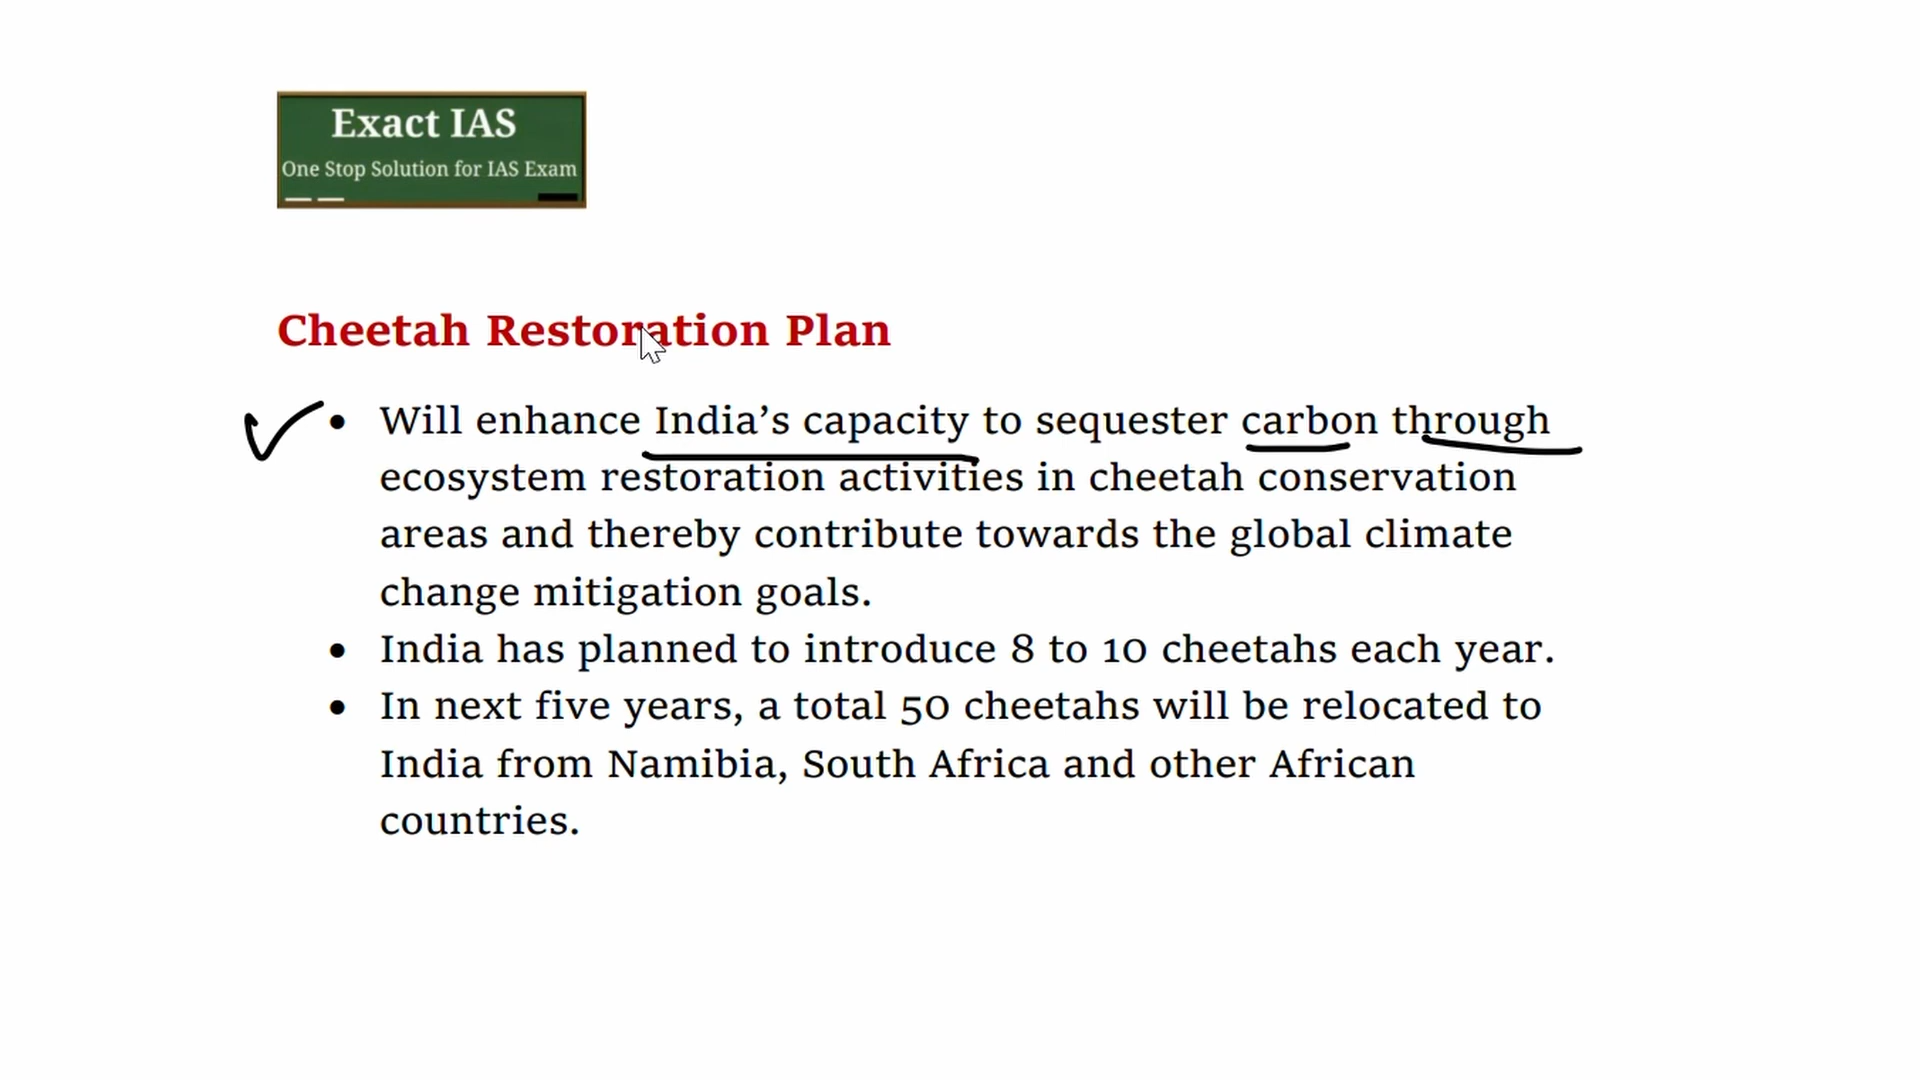 Exact IAS
One Stop Solution for IAS Exam
Cheetah Restoration Plan
• Will enhance India’s capacity to sequester carbon through
ecosystem restoration activities in cheetah conservation
areas and thereby contribute towards the global climate
change mitigation goals.
• India has planned to introduce 8 to 10 cheetahs each year.
• In next five years, a total 50 cheetahs will be relocated to
India from Namibia, South Africa and other African
countries.